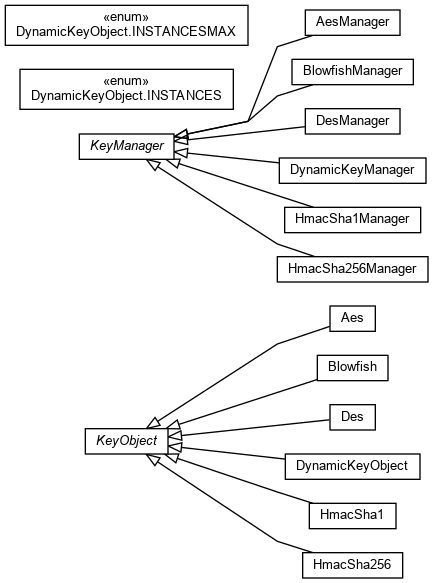 «enum»
DynamicKeyObject.INSTANCESMAX
AesManager
BlowfishManager
«enum»
DynamicKeyObject.INSTANCES
DesManager
KeyManager
DynamicKeyManager
HmacSha1Manager
HmacSha256Manager
Aes
Blowfish
Des
KeyObject
DynamicKeyObject
HmacSha1
HmacSha256